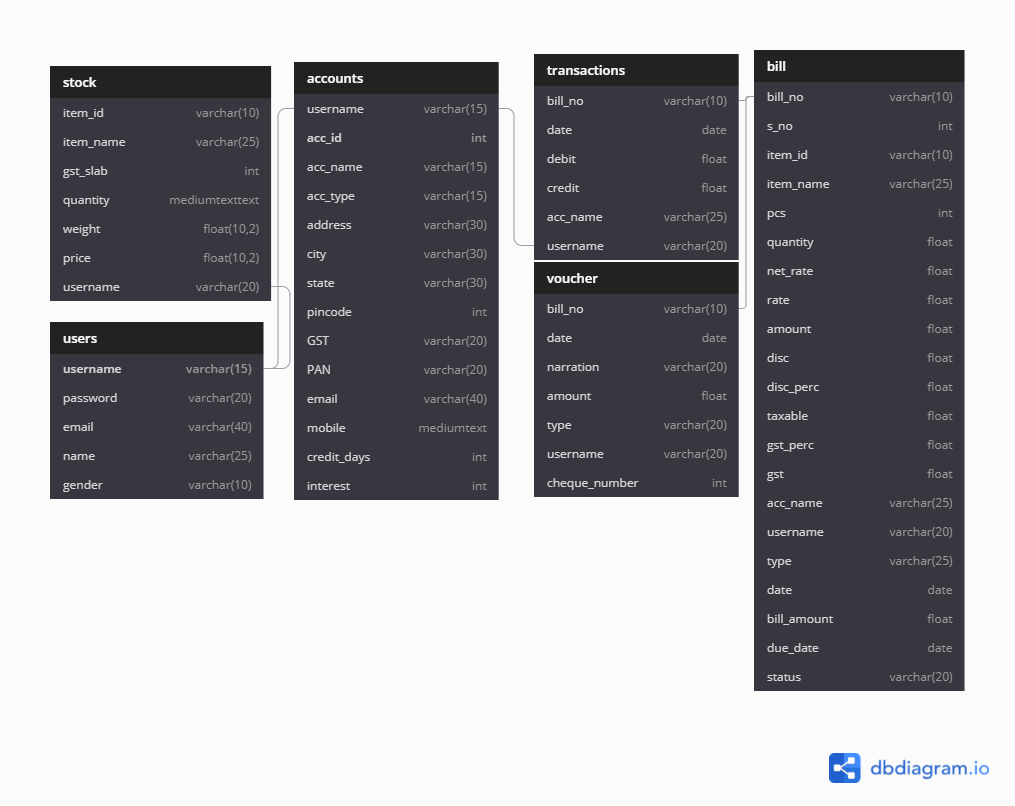 stock
item_id varchar(10)
item_name varchar(25)
gst_slab int
quantity mediumtexttext
weight float(10,2)
price float(10,2)
username varchar(20)
users
username varchar(15)
password varchar(20)
email varchar(40)
name varchar(25)
gender varchar(10)
accounts
username varchar(15)
acc_id int
acc_name varchar(15)
acc_type varchar(15)
address varchar(30)
city varchar(30)
state varchar(30)
pincode int
GST varchar(20)
PAN varchar(20)
email varchar(40)
mobile mediumtext
credit_days int
interest int
transactions
bill_no varchar(10)
date date
debit float
credit float
acc_name varchar(25)
username varchar(20)
voucher
bill_no varchar(10)
date date
narration varchar(20)
amount float
type varchar(20)
username varchar(20)
cheque_number int
bill
bill_no varchar(10)
s_no int
item_id varchar(10)
item_name varchar(25)
pcs int
quantity float
net_rate float
rate float
amount float
disc float
disc_perc float
taxable float
gst_perc float
gst float
acc_name varchar(25)
username varchar(20)
type varchar(25)
date date
bill_amount float
due_date date
status varchar(20)
dbdiagram.io